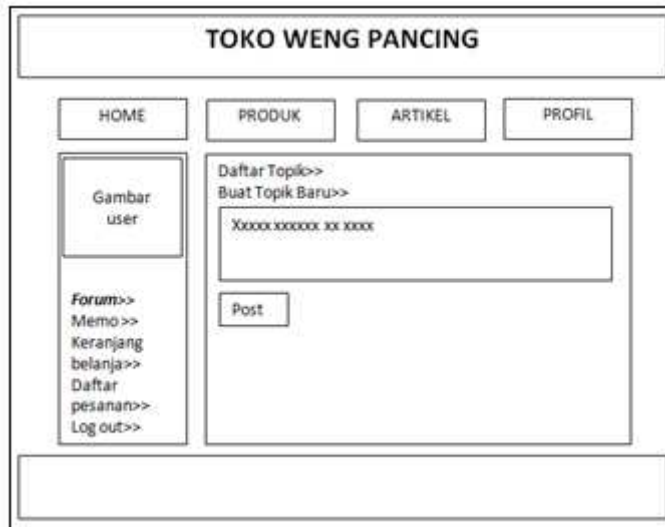 TOKO WENG PANCING
HOME
PRODUK
ARTIKEL
PROFIL
Gambar
user
Forum>>
Memo>>
Keranjang
belanja>>
Daftar
pesanan>>
Log out>>
Daftar Topik>>
Buat Topik Baru>>
Xxxxx xxxxxx xx xxxx
Post